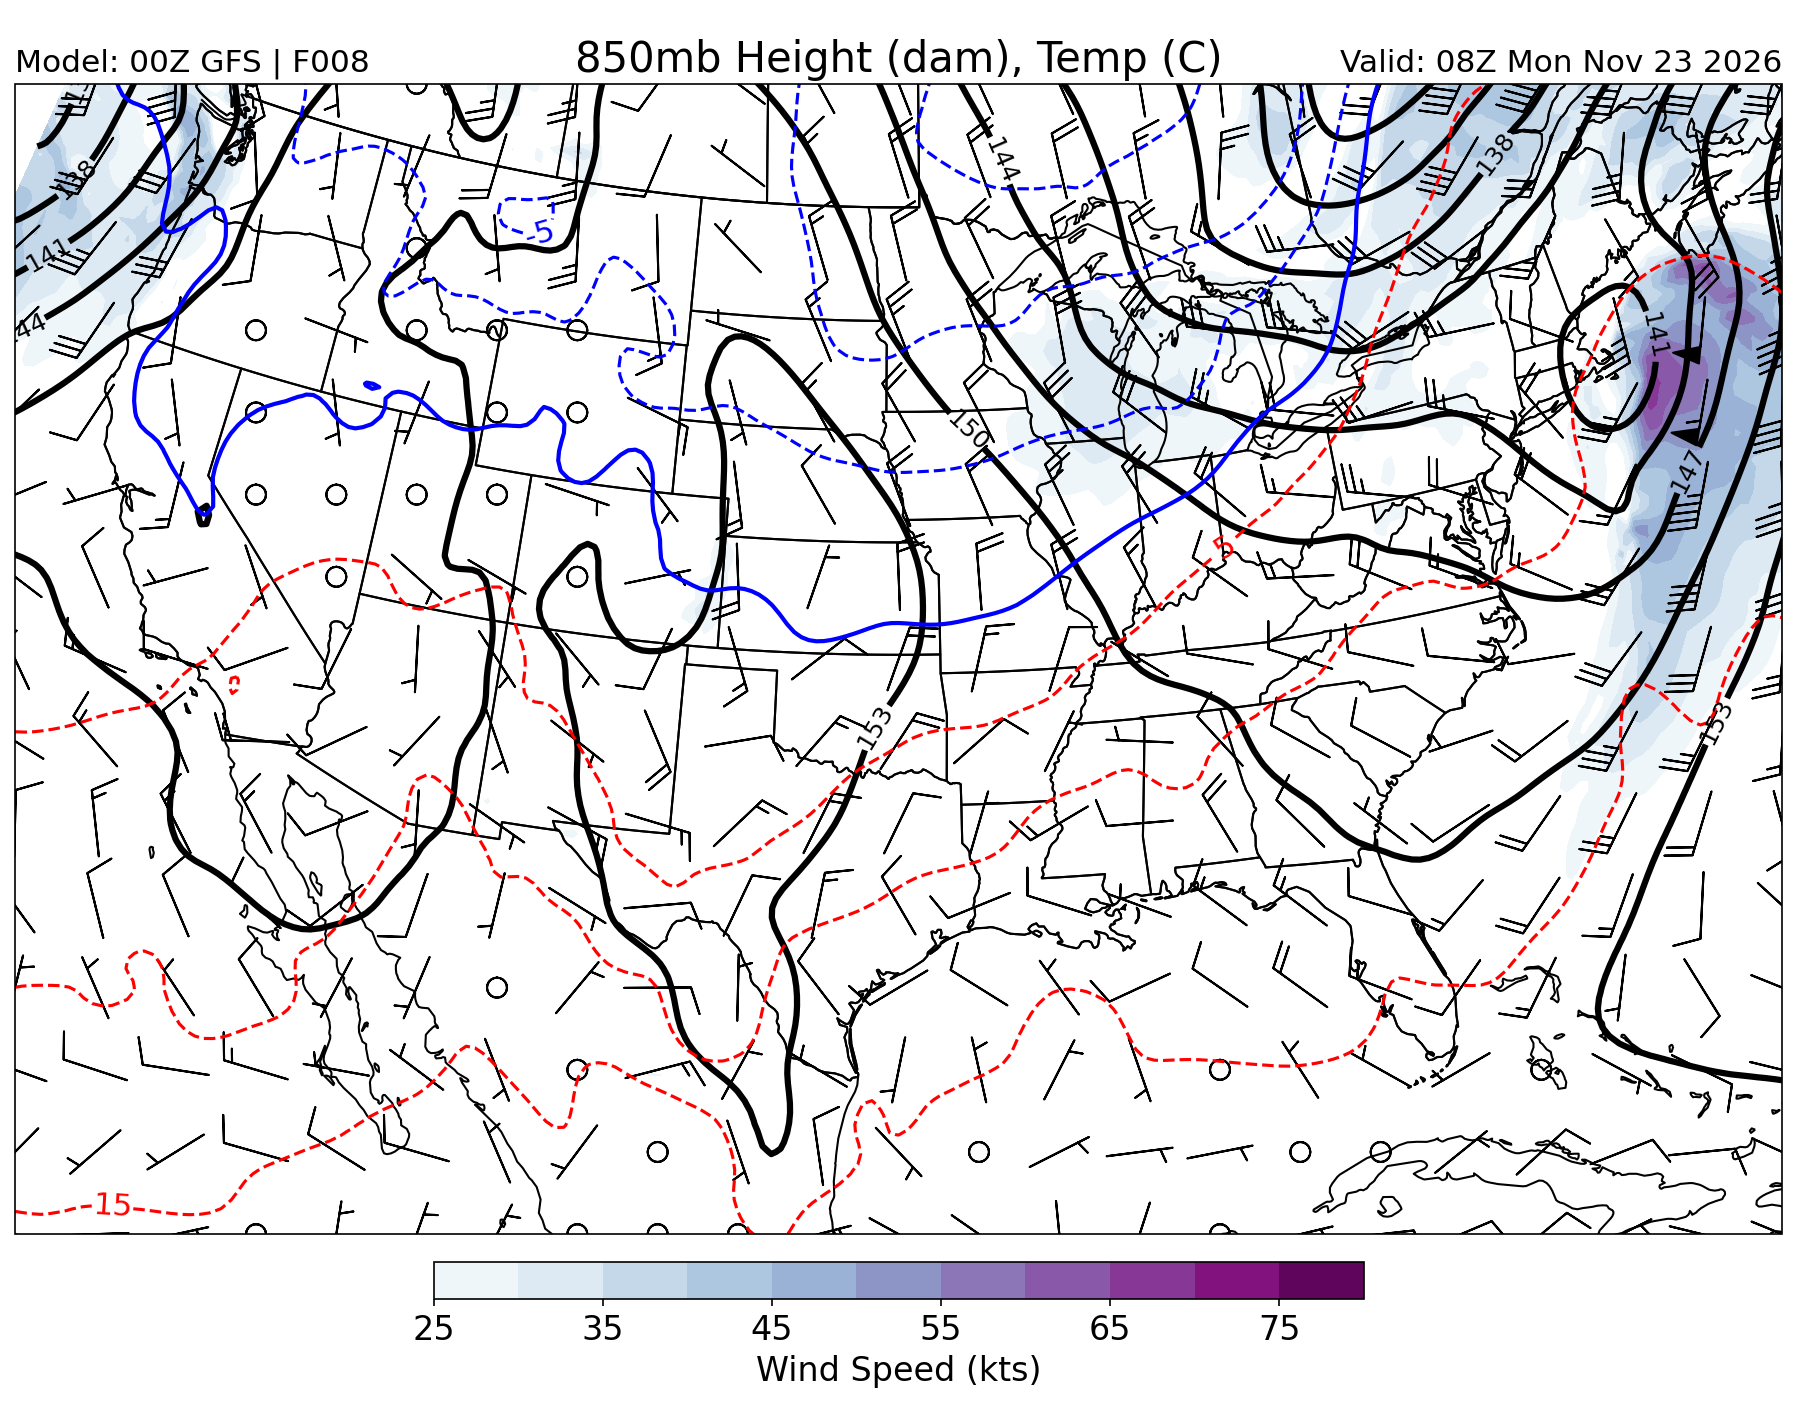 Model: 00Z GFS | F008
850mb Height (dam), Temp (C)
Valid: 08Z Mon Nov 23 2026
138
144
138
-5
141
44
141
150
147
5
153
153
15
25 35 45 55 65 75
Wind Speed (kts)